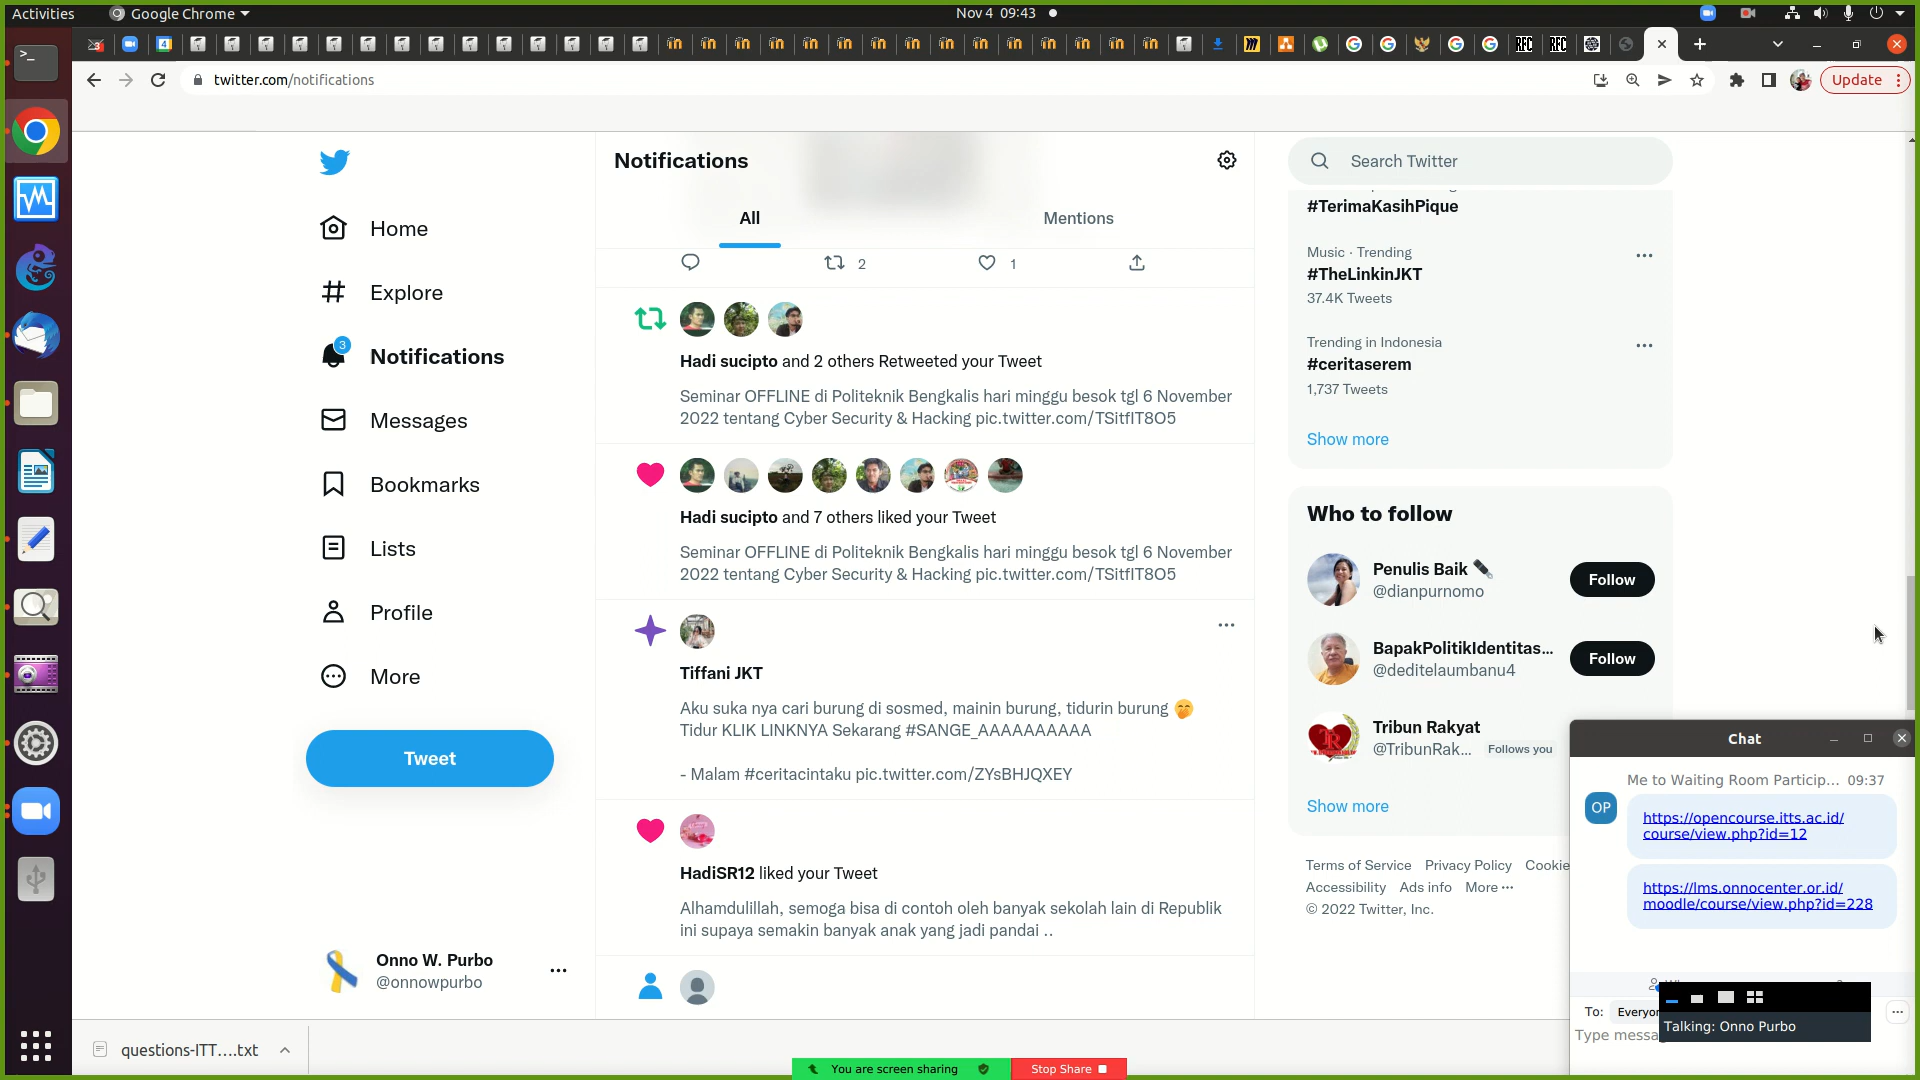 Activities
Google Chrome
Nov 4 09:43
twitter.com/notifications
Update
Home
Explore
3
Notifications
Messages
Bookmarks
Lists
Profile
More
Tweet
Onno W. Purbo
@onnowpurbo
Notifications
All
Mentions
2
1
Hadi sucipto and 2 others Retweeted your Tweet
Seminar OFFLINE di Politeknik Bengkalis hari minggu besok tgl 6 November
2022 tentang Cyber Security & Hacking pic.twitter.com/TSitfIT8O5
Hadi sucipto and 7 others liked your Tweet
Seminar OFFLINE di Politeknik Bengkalis hari minggu besok tgl 6 November
2022 tentang Cyber Security & Hacking pic.twitter.com/TSitfIT8O5
Tiffani JKT
Aku suka nya cari burung di sosmed, mainin burung, tidurin burung 🤭
Tidur KLIK LINKNYA Sekarang #SANGE_AAAAAAAAAA
- Malam #ceritacintaku pic.twitter.com/ZYsBHJQXEY
HadiSR12 liked your Tweet
Alhamdulillah, semoga bisa di contoh oleh banyak sekolah lain di Republik
ini supaya semakin banyak anak yang jadi pandai ..
Search Twitter
#TerimaKasihPique
Music · Trending
#TheLinkinJKT
37.4K Tweets
Trending in Indonesia
#ceritaserem
1,737 Tweets
Show more
Who to follow
Penulis Baik ✒️
@dianpurnomo
Follow
BapakPolitikIdentitas...
@deditelaumbanu4
Follow
Tribun Rakyat
@TribunRak... Follows you
Show more
Terms of Service Privacy Policy Cookie
Accessibility Ads info More ···
© 2022 Twitter, Inc.
Chat
Me to Waiting Room Particip... 09:37
OP
https://opencourse.itts.ac.id/
course/view.php?id=12
https://lms.onnocenter.or.id/
moodle/course/view.php?id=228
To: Everyo
Talking: Onno Purbo
Type messa
questions-ITT....txt
You are screen sharing
Stop Share